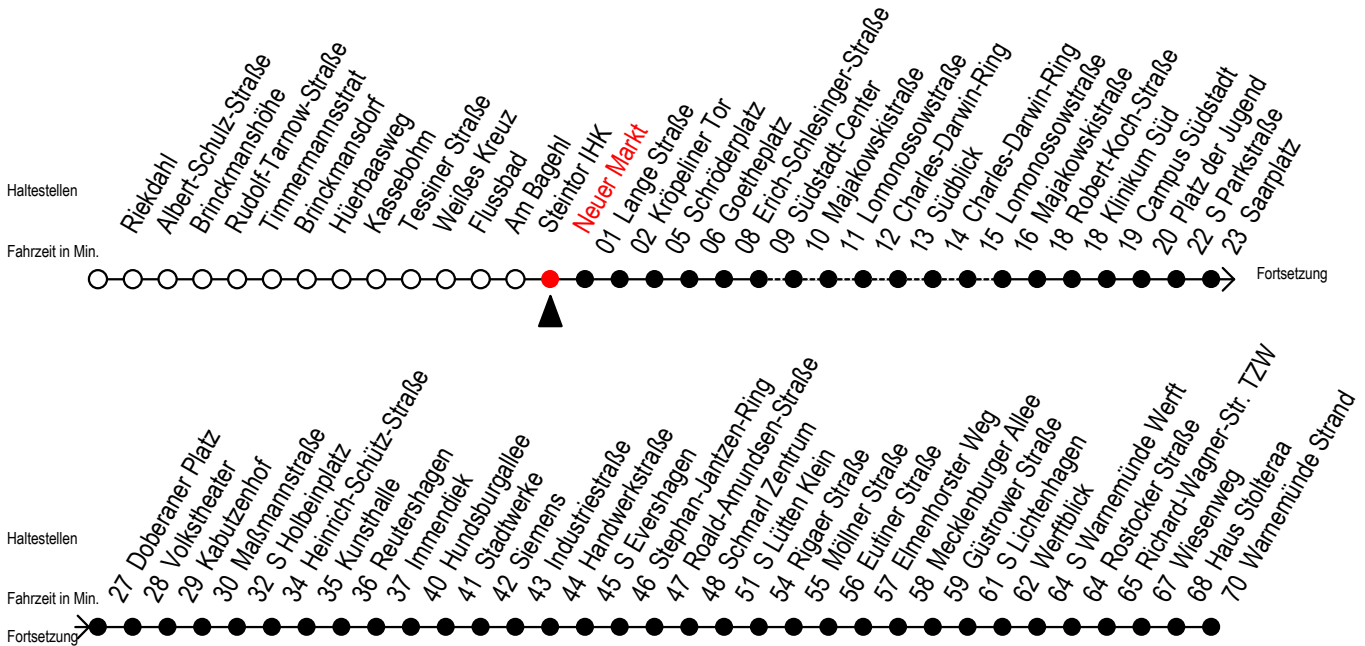 Haltestellen
Riekdahl
Albert-Schulz-Straße
Brinckmanshöhe
Rudolf-Tarnow-Straße
Timmermannsstrat
Brinckmansdorf
Hüerbaasweg
Kassebohm
Tessiner Straße
Weißes Kreuz
Flussbad
Am Bagehl
Steintor IHK
Neuer Markt
01 Lange Straße
02 Kröpeliner Tor
05 Schröderplatz
06 Goetheplatz
08 Erich-Schlesinger-Straße
09 Südstadt-Center
10 Majakowskistraße
11 Lomonossowstraße
12 Charles-Darwin-Ring
13 Südblick
14 Charles-Darwin-Ring
15 Lomonossowstraße
16 Majakowskistraße
18 Robert-Koch-Straße
18 Klinikum Süd
19 Campus Südstadt
20 Platz der Jugend
22 S Parkstraße
23 Saarplatz
Fahrzeit in Min.
Fortsetzung
Haltestellen
27 Doberaner Platz
28 Volkstheater
29 Kabutzenhof
30 Maßmannstraße
32 S Holbeinplatz
34 Heinrich-Schütz-Straße
35 Kunsthalle
36 Reutershagen
37 Immendiek
40 Hundsburgallee
41 Stadtwerke
42 Siemens
43 Industriestraße
44 Handwerkstraße
45 S Evershagen
46 Stephan-Jantzen-Ring
47 Roald-Amundsen-Straße
48 Schmarl Zentrum
51 S Lütten Klein
54 Rigaer Straße
55 Möllner Straße
56 Eutiner Straße
57 Elmenhorster Weg
58 Mecklenburger Allee
59 Güstrower Straße
61 S Lichtenhagen
62 Werftblick
64 S Warnemünde Werft
64 Rostocker Straße
65 Richard-Wagner-Str. TZW
67 Wiesenweg
68 Haus Stolteraa
70 Warnemünde Strand
Fahrzeit in Min.
Fortsetzung